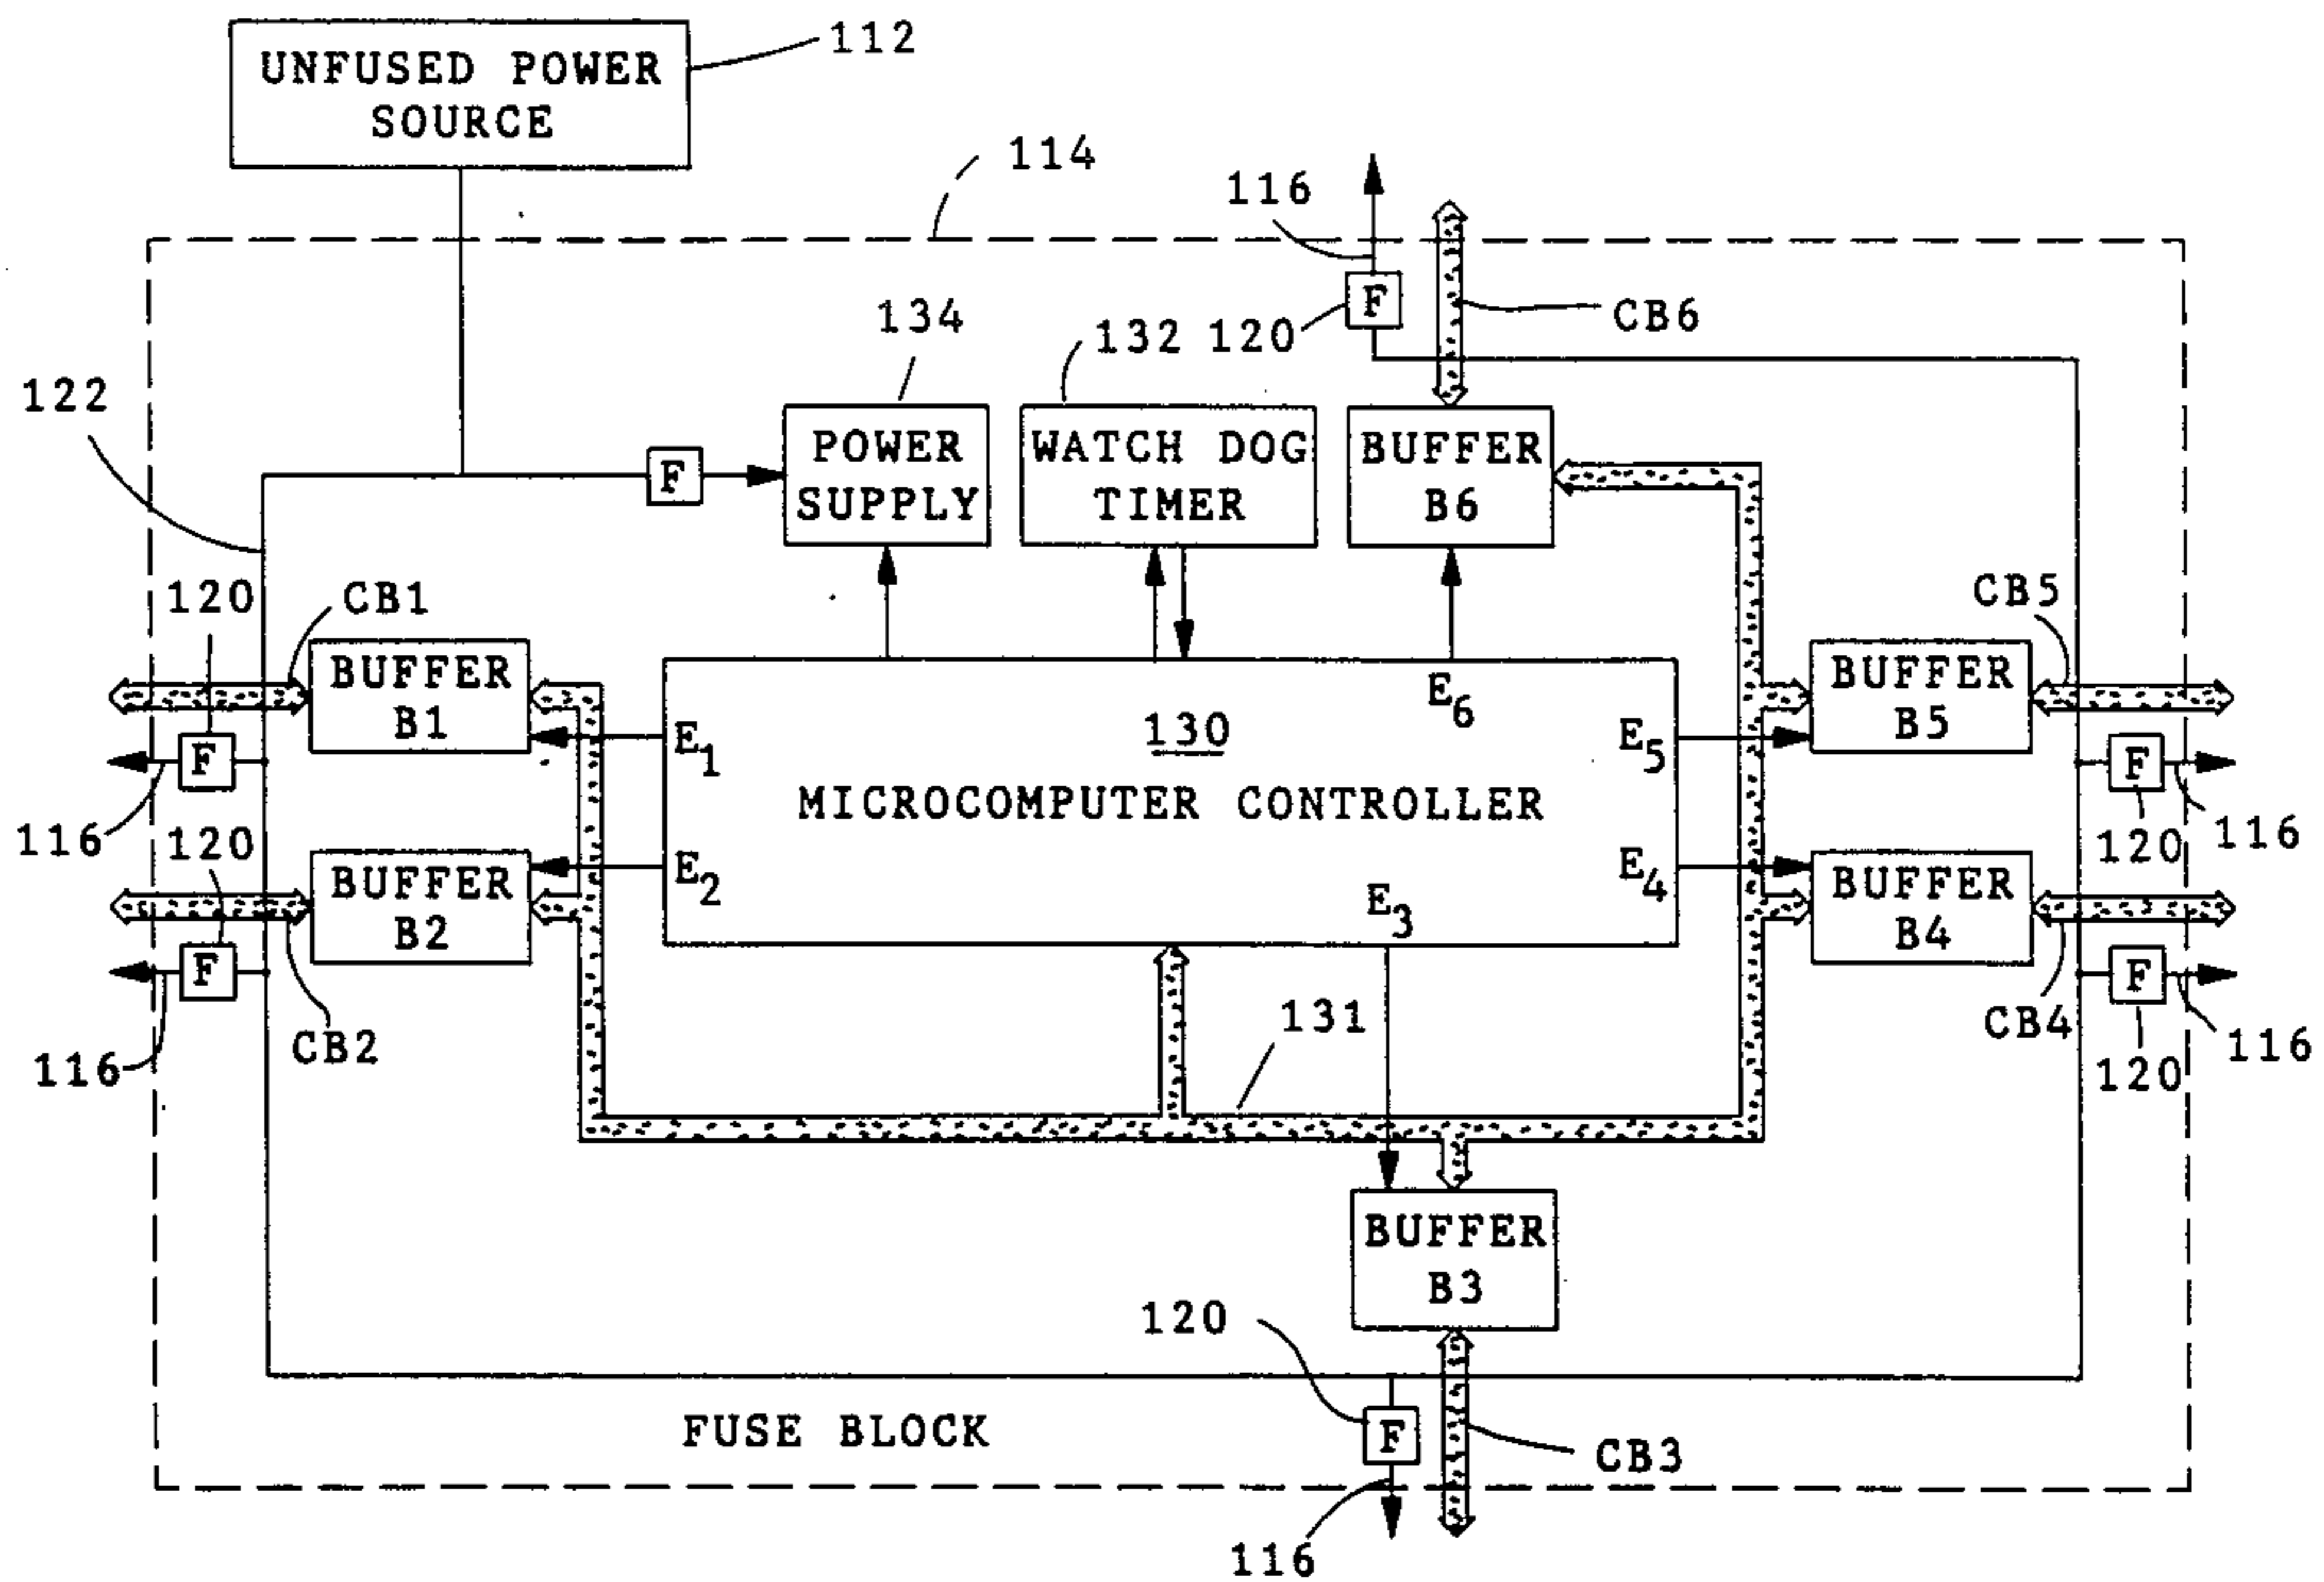 UNFUSED POWER
SOURCE
112
114
116
134
132
120
F
CB6
122
F
POWER
SUPPLY
WATCH DOG
TIMER
BUFFER
B6
120
CB1
CB5
BUFFER
B1
E6
BUFFER
B5
E1
130
E5
F
F
MICROCOMPUTER CONTROLLER
116
120
120
116
BUFFER
B2
E2
E3
E4
BUFFER
B4
F
F
116
CB2
131
CB4
120
116
BUFFER
B3
120
FUSE BLOCK
F
CB3
116